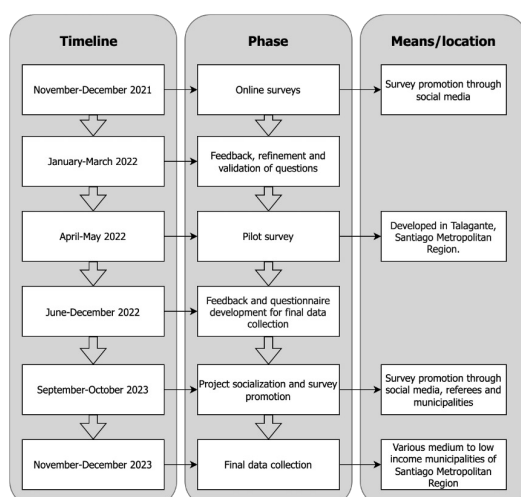 Timeline
Phase
Means/location
November-December 2021
Online surveys
Survey promotion through
social media
January-March 2022
Feedback, refinement and
validation of questions
April-May 2022
Pilot survey
Developed in Talagante,
Santiago Metropolitan
Region.
June-December 2022
Feedback and questionnaire
development for final data
collection
September-October 2023
Project socialization and survey
promotion
Survey promotion through
social media, referees and
municipalities
November-December 2023
Final data collection
Various medium to low
income municipalities of
Santiago Metropolitan
Region